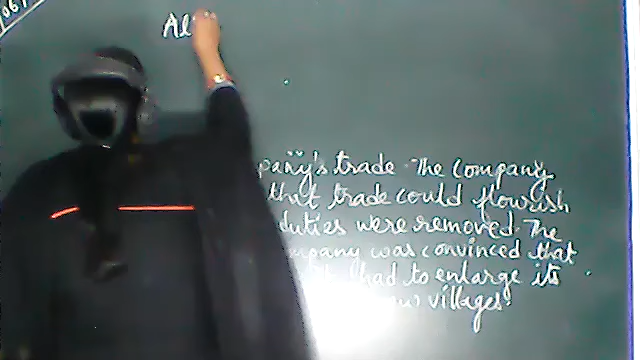 Al
pany's trade. The Company
that trade could flourish
duties were removed. The
mpany was convinced that
had to enlarge its
villages.